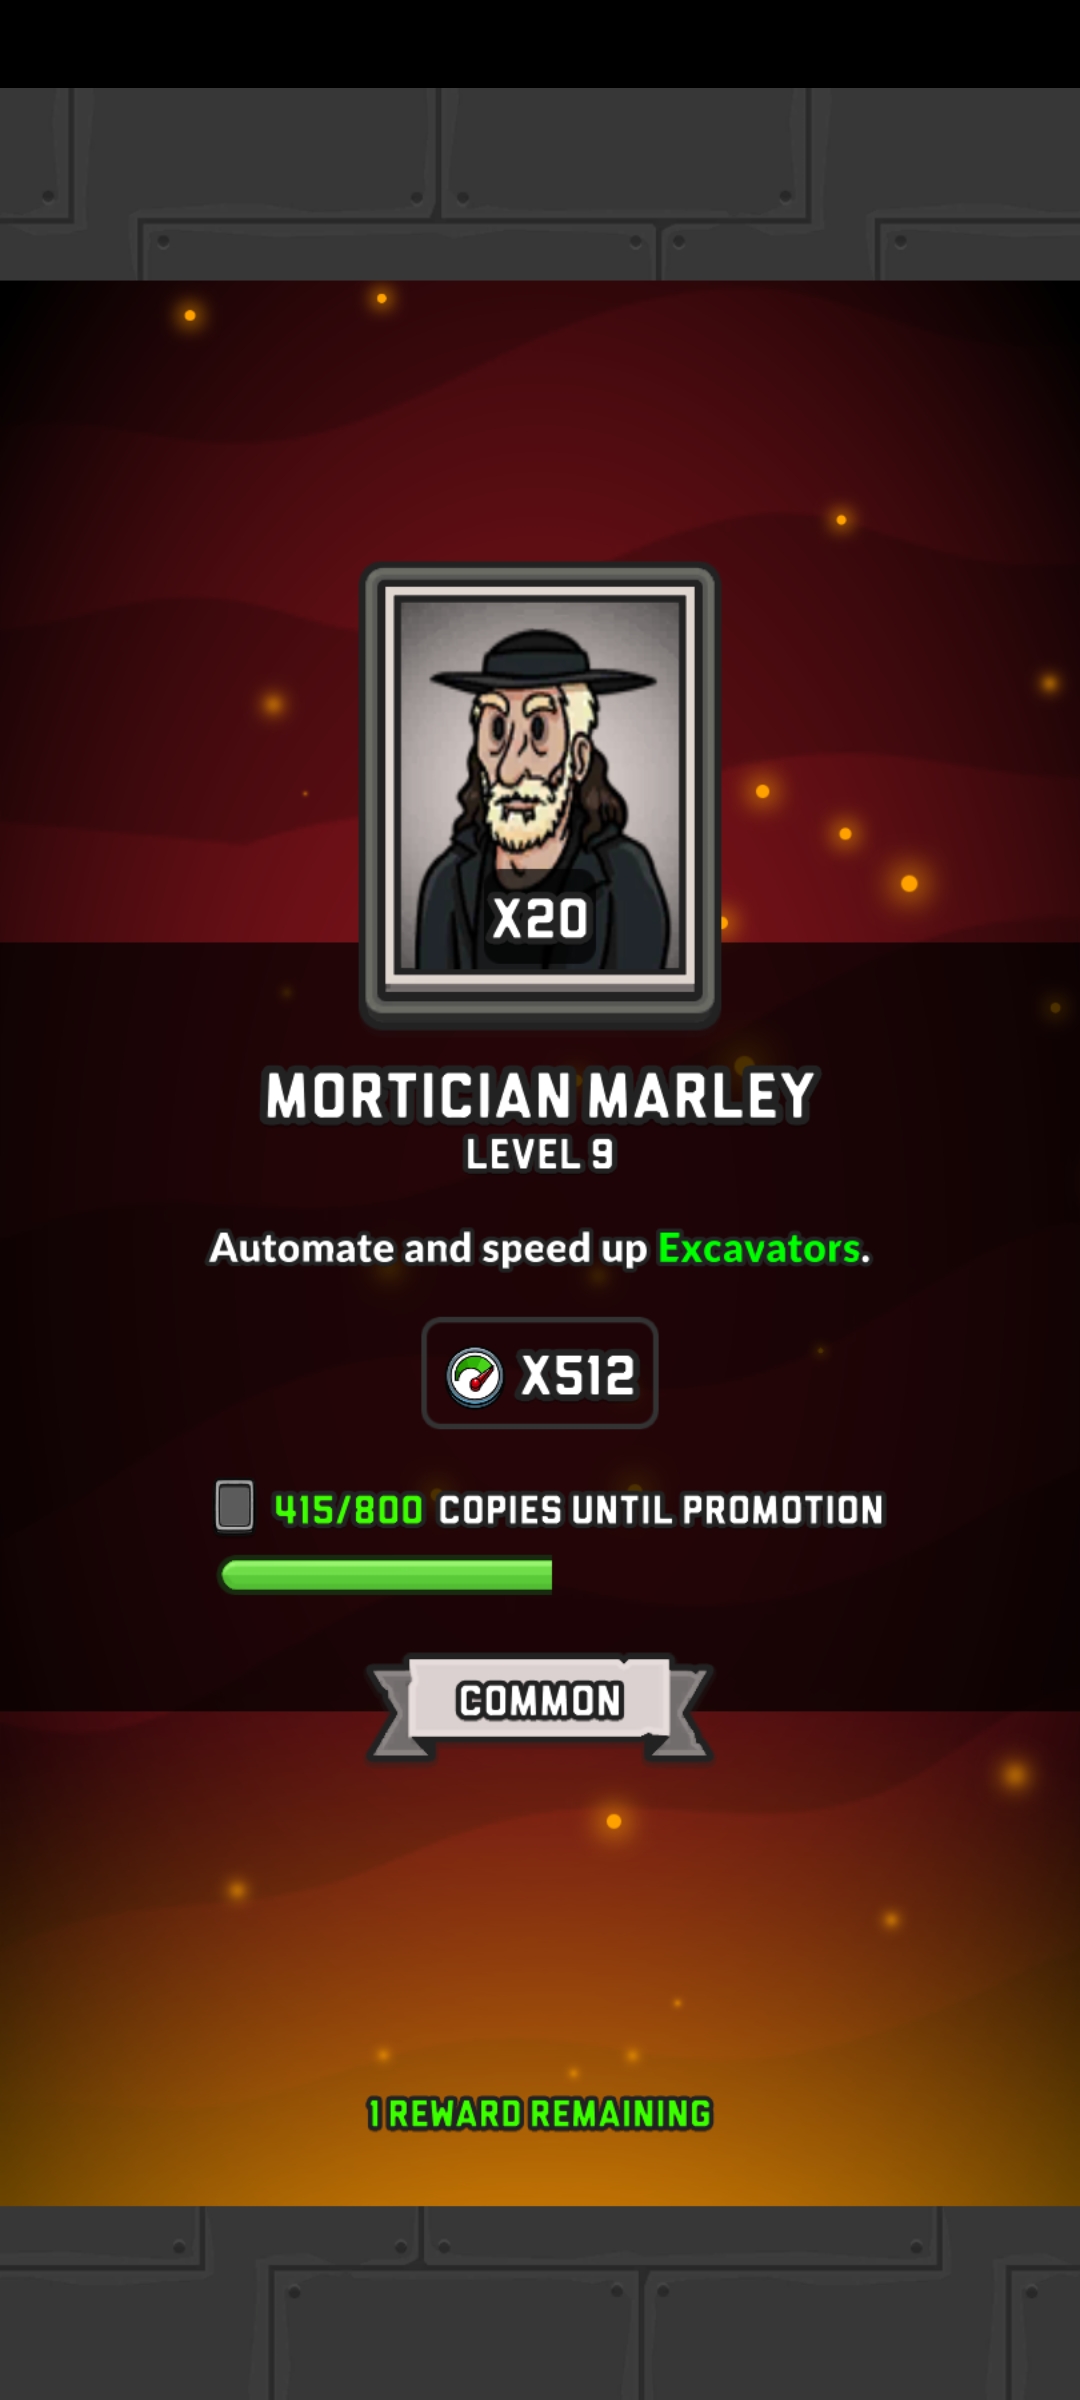 X20
MORTICIAN MARLEY
LEVEL 9
Automate and speed up Excavators.
X512
415/800 COPIES UNTIL PROMOTION
COMMON
1 REWARD REMAINING